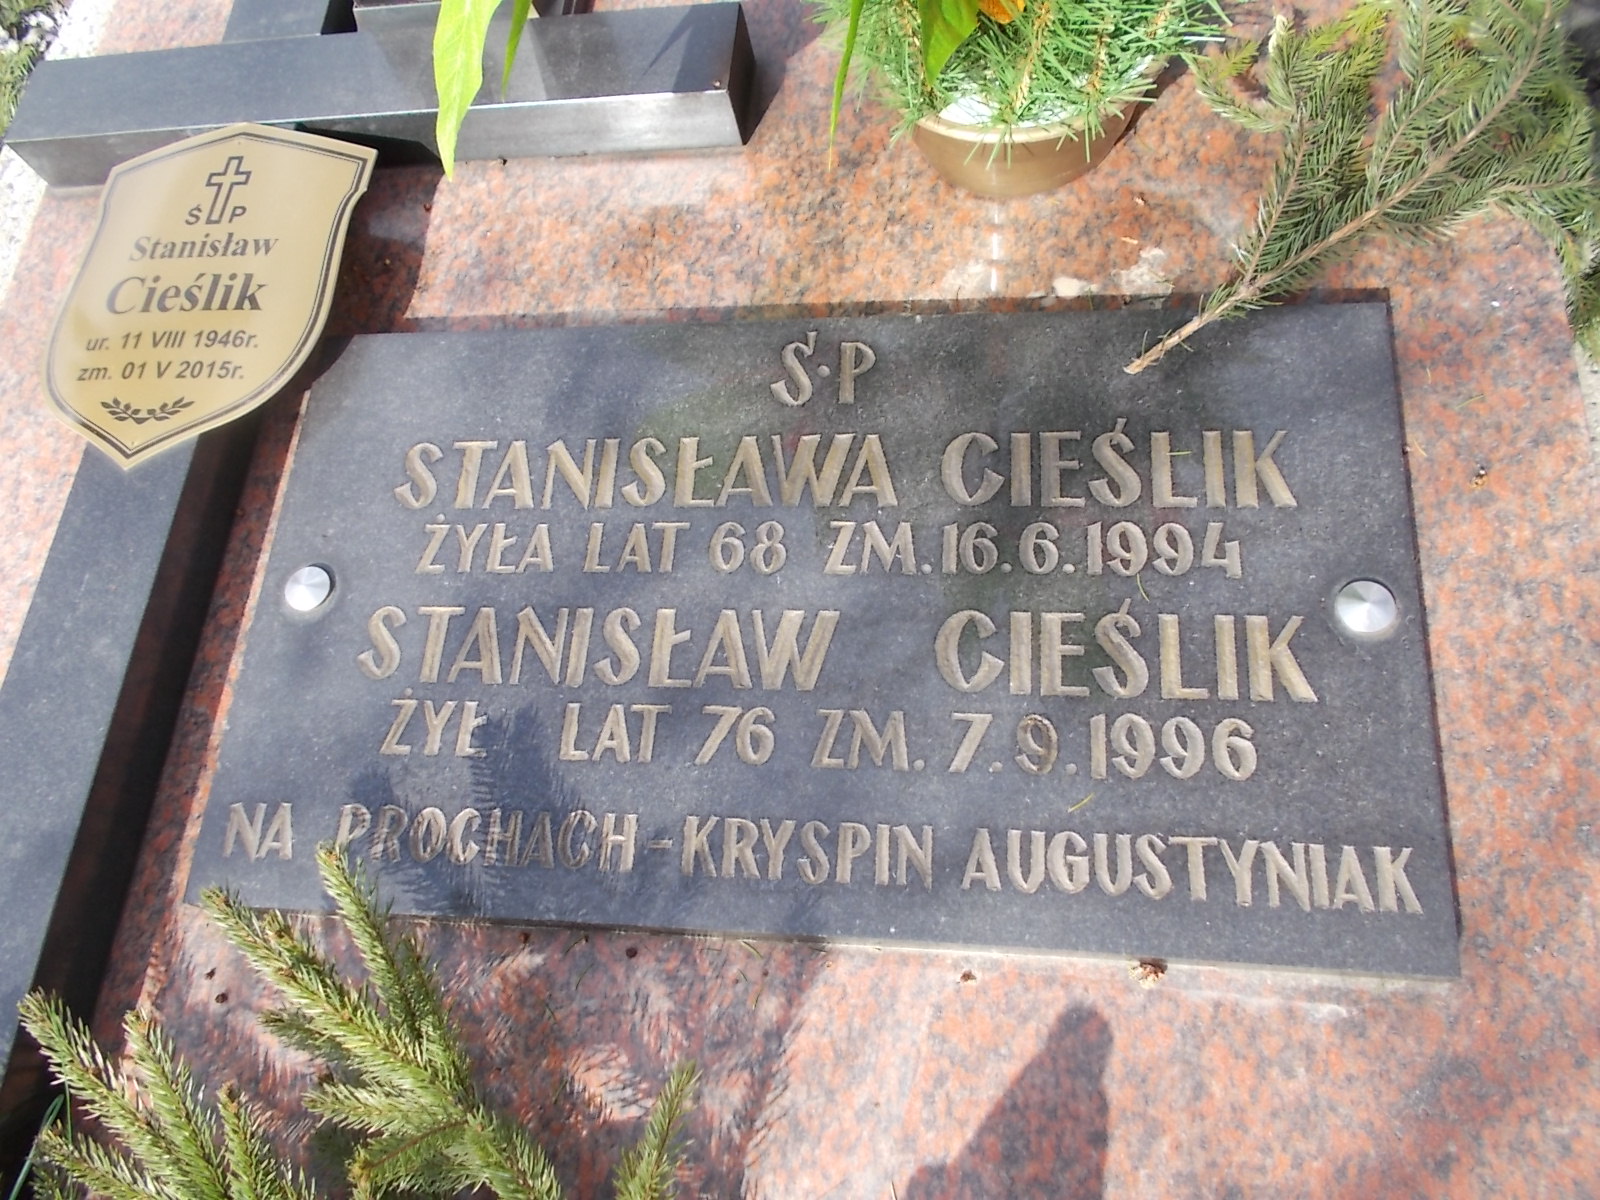 Ś P
Stanisław
Cieślik
ur. 11 VIII 1946r.
zm. 01 V 2015r.
Ś.P
STANISŁAWA CIEŚLIK
ŻYŁA LAT 68 ZM.16.6.1994
STANISŁAW CIEŚLIK
ŻYŁ LAT 76 ZM. 7.9.1996
NA PROCHACH-KRYSPIN AUGUSTYNIAK